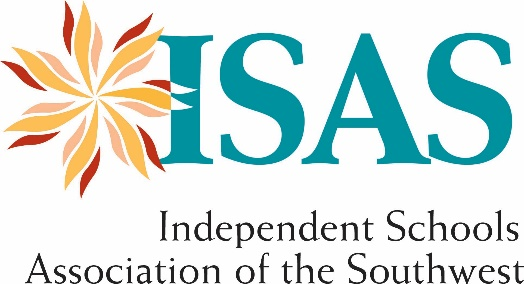 ISAS
Independent Schools
Association of the Southwest